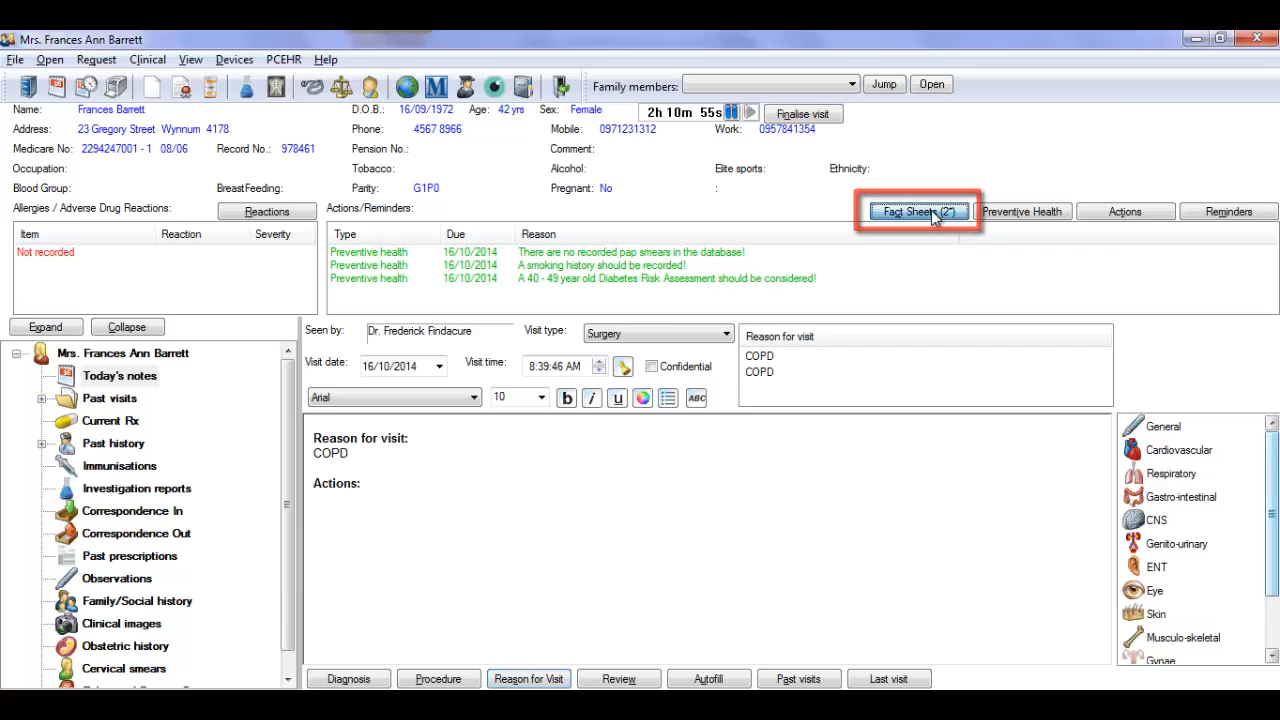 Mrs. Frances Ann Barrett
File Open Request Clinical View Devices PCEHR Help
Family members: Jump Open
Name: Frances Barrett D.O.B.: 16/09/1972 Age: 42 yrs Sex: Female 2h 10m 55s Finalise visit
Address: 23 Gregory Street Wynnum 4178 Phone: 4567 8966 Mobile: 0971231312 Work: 0957841354
Medicare No: 2294247001 - 1 08/06 Record No.: 978461 Pension No.: Comment:
Occupation: Tobacco: Alcohol: Elite sports: Ethnicity:
Blood Group: BreastFeeding: Parity: G1P0 Pregnant: No :
Allergies / Adverse Drug Reactions: Reactions Actions/Reminders: Fact Sheets (2*) Preventive Health Actions Reminders
Item Reaction Severity Type Due Reason
Not recorded Preventive health 16/10/2014 There are no recorded pap smears in the database!
Preventive health 16/10/2014 A smoking history should be recorded!
Preventive health 16/10/2014 A 40 - 49 year old Diabetes Risk Assessment should be considered!
Expand Collapse
Seen by: Dr. Frederick Findacure Visit type: Surgery Reason for visit
Visit date: 16/10/2014 Visit time: 8:39:46 AM Confidential
COPD
COPD
Arial 10 b i u ABC
Mrs. Frances Ann Barrett
Today's notes
Past visits
Current Rx
Past history
Immunisations
Investigation reports
Correspondence In
Correspondence Out
Past prescriptions
Observations
Family/Social history
Clinical images
Obstetric history
Cervical smears
Reason for visit:
COPD
Actions:
General
Cardiovascular
Respiratory
Gastro-intestinal
CNS
Genito-urinary
ENT
Eye
Skin
Musculo-skeletal
Gynae
Diagnosis Procedure Reason for Visit Review Autofill Past visits Last visit